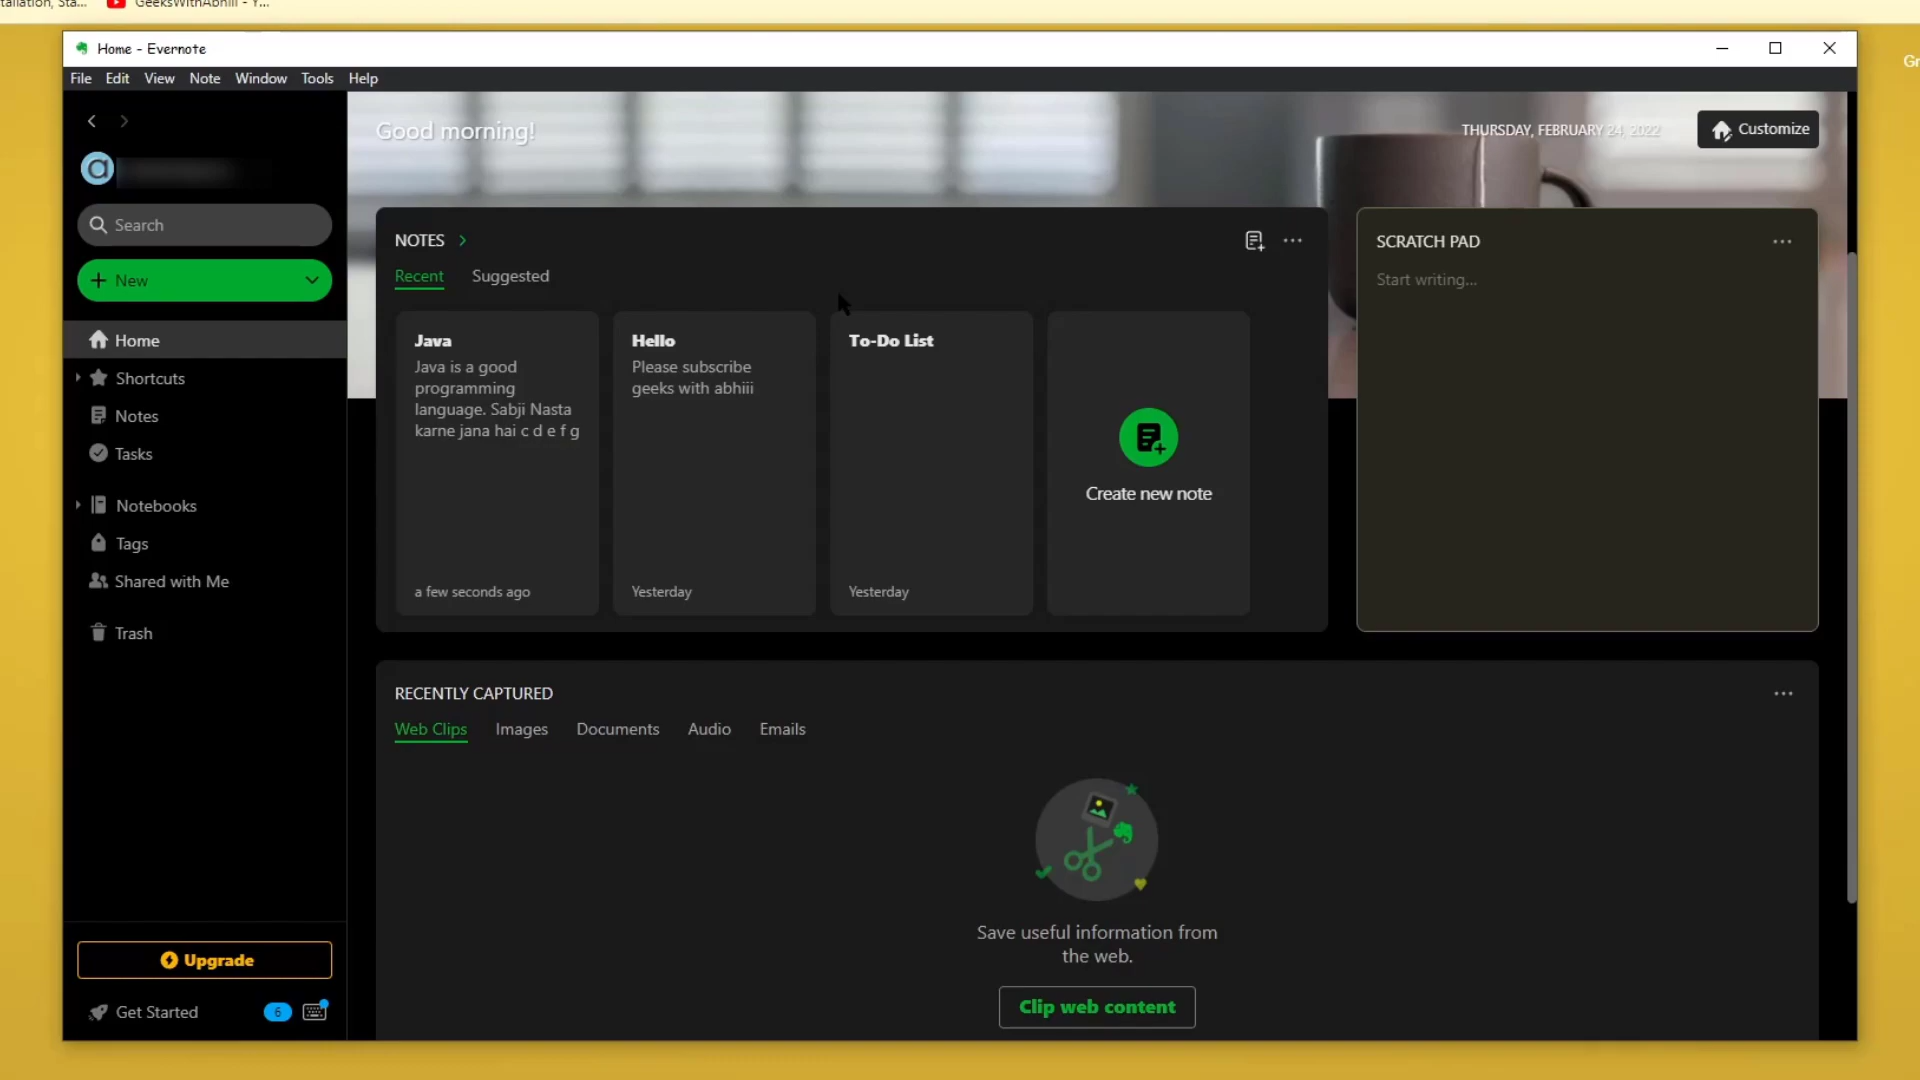 GeeksWithAbhiii - Y...
Home - Evernote
File Edit View Note Window Tools Help
Good morning!
THURSDAY, FEBRUARY 24, 2022
Customize
Search
New
Home
Shortcuts
Notes
Tasks
Notebooks
Tags
Shared with Me
Trash
Upgrade
Get Started
6
NOTES
Recent Suggested
Java
Java is a good
programming
language. Sabji Nasta
karne jana hai c d e f g
a few seconds ago
Hello
Please subscribe
geeks with abhiii
Yesterday
To-Do List
Yesterday
Create new note
SCRATCH PAD
Start writing...
RECENTLY CAPTURED
Web Clips Images Documents Audio Emails
Save useful information from
the web.
Clip web content